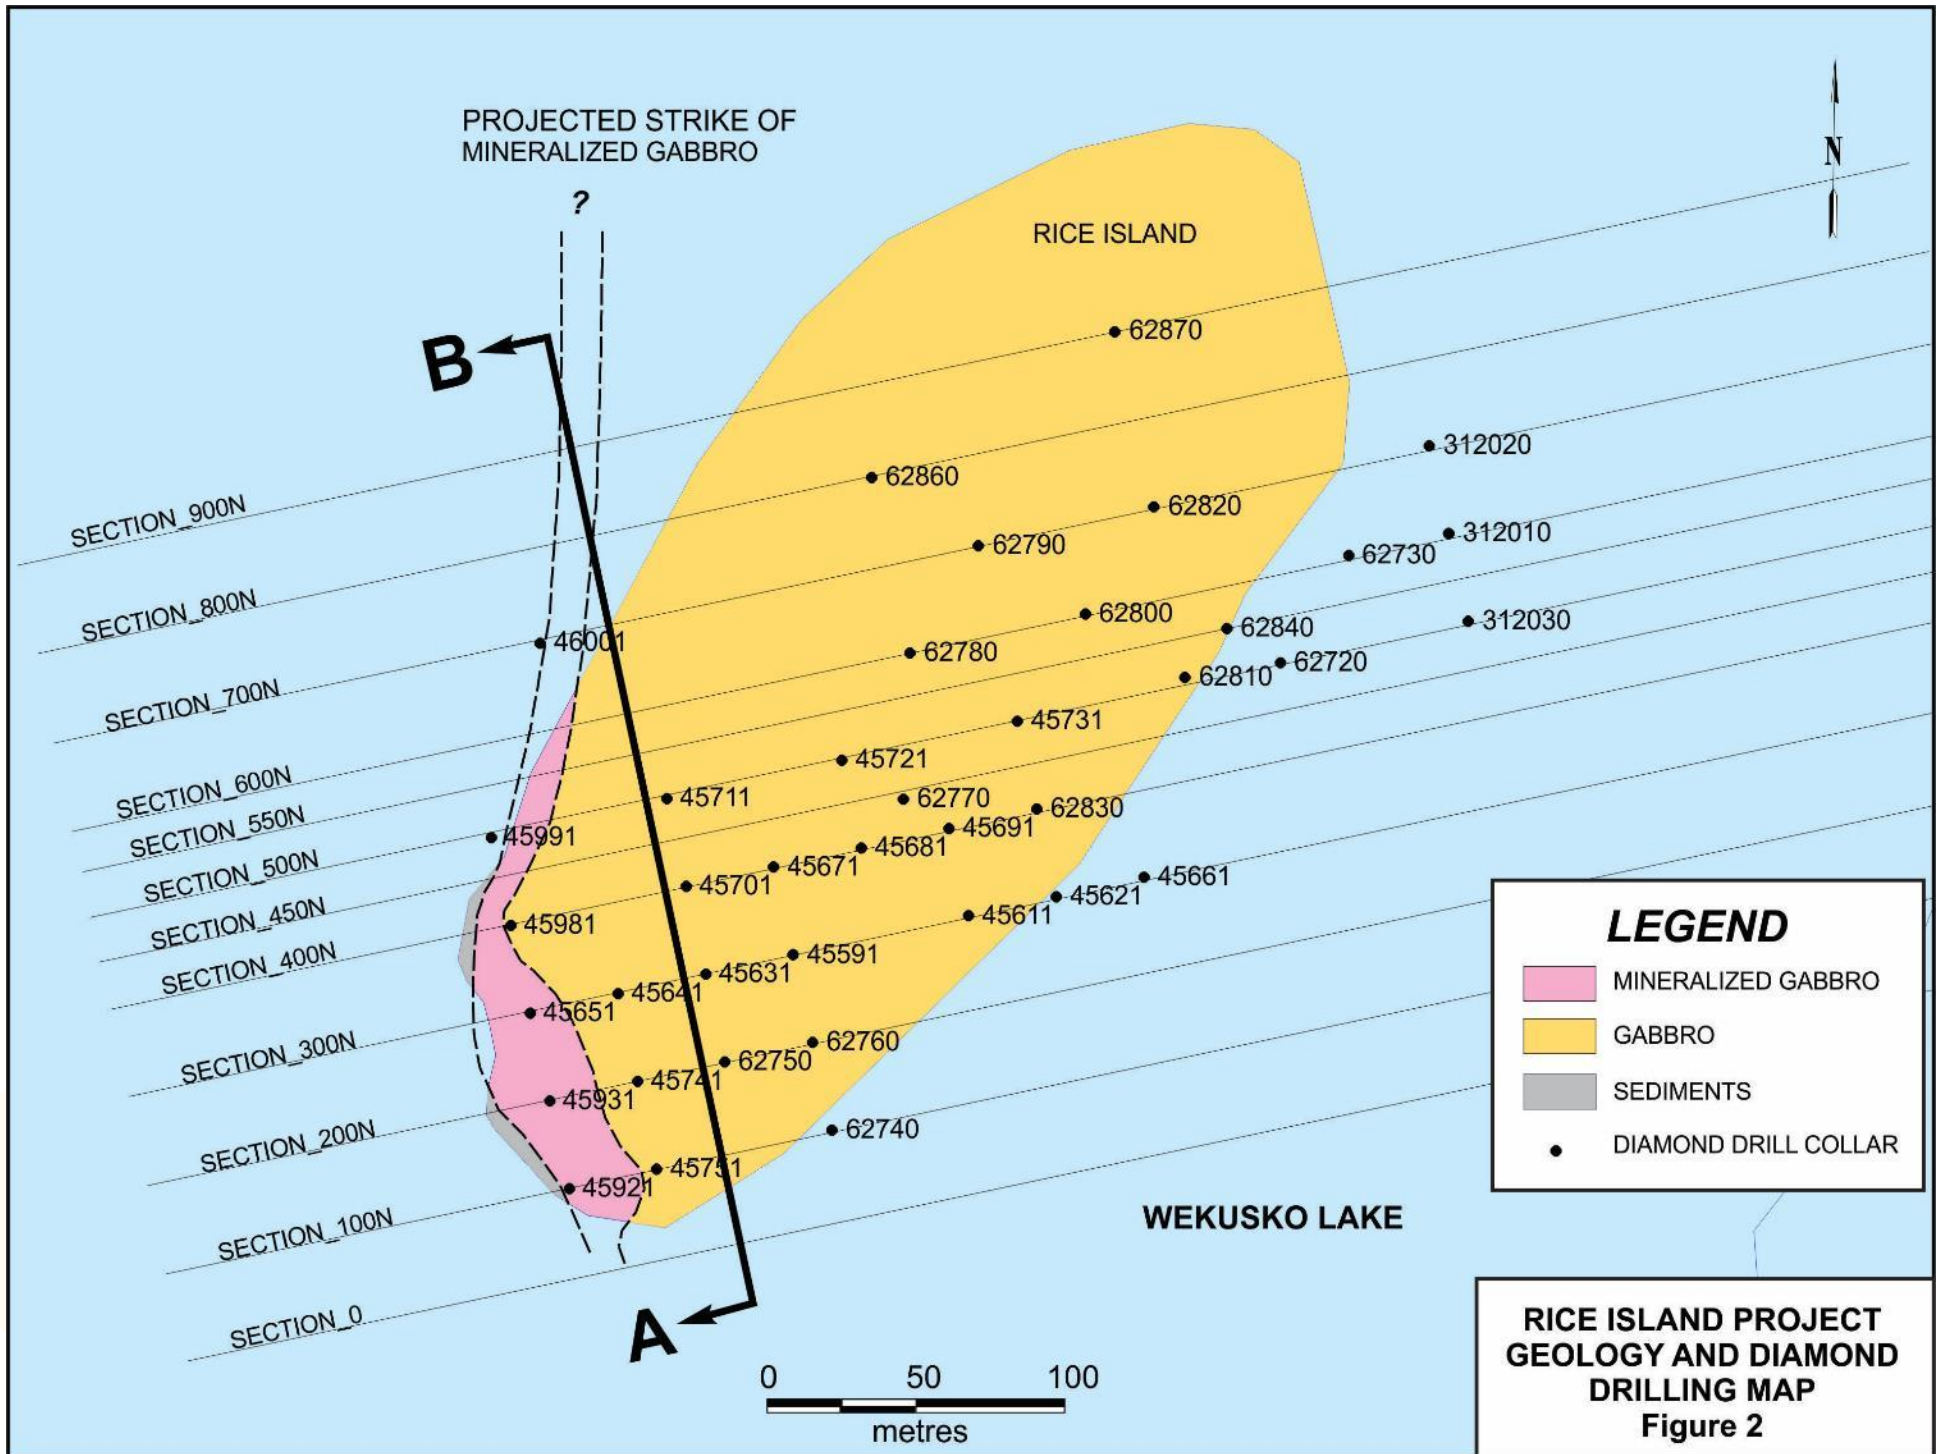 PROJECTED STRIKE OF
MINERALIZED GABBRO
?
N
RICE ISLAND
B
62870
312020
62860
62820
SECTION_900N
312010
62790
62730
SECTION_800N
62800
62840
312030
46001
62780
62720
62810
SECTION_700N
45731
45721
SECTION_600N
45711
62770
62830
SECTION_550N
45991
45691
45681
SECTION_500N
45671
45661
45701
45621
SECTION_450N
45981
45611
SECTION_400N
45591
45631
45641
45651
SECTION_300N
62760
62750
45741
45931
SECTION_200N
62740
45751
45921
SECTION_100N
SECTION_0
A
WEKUSKO LAKE
LEGEND
MINERALIZED GABBRO
GABBRO
SEDIMENTS
DIAMOND DRILL COLLAR
0 50 100
metres
RICE ISLAND PROJECT
GEOLOGY AND DIAMOND
DRILLING MAP
Figure 2